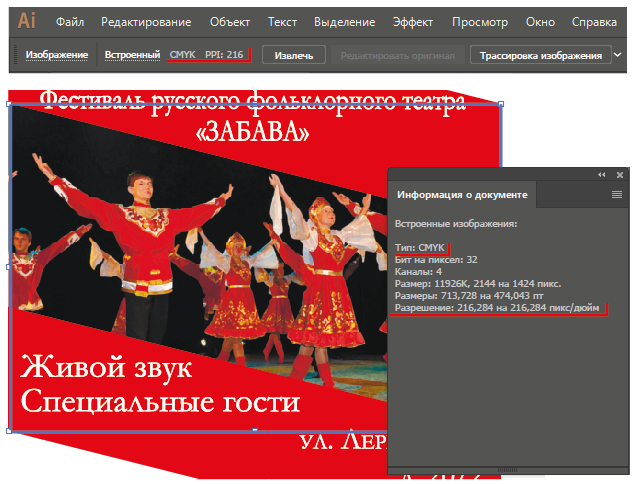 Ai Файл Редактирование Объект Текст Выделение Эффект Просмотр Окно Справка
Изображение Встроенный CMYK PPI: 216 Извлечь Редактировать оригинал Трассировка изображения
Фестиваль русского фольклорного театра
«ЗАБАВА»
Информация о документе
Встроенные изображения:
Тип: CMYK
Бит на пиксел: 32
Каналы: 4
Размер: 11926K, 2144 на 1424 пикс.
Размеры: 713,728 на 474,043 пт
Разрешение: 216,284 на 216,284 пикс/дюйм
Живой звук
Специальные гости
ул. Лер